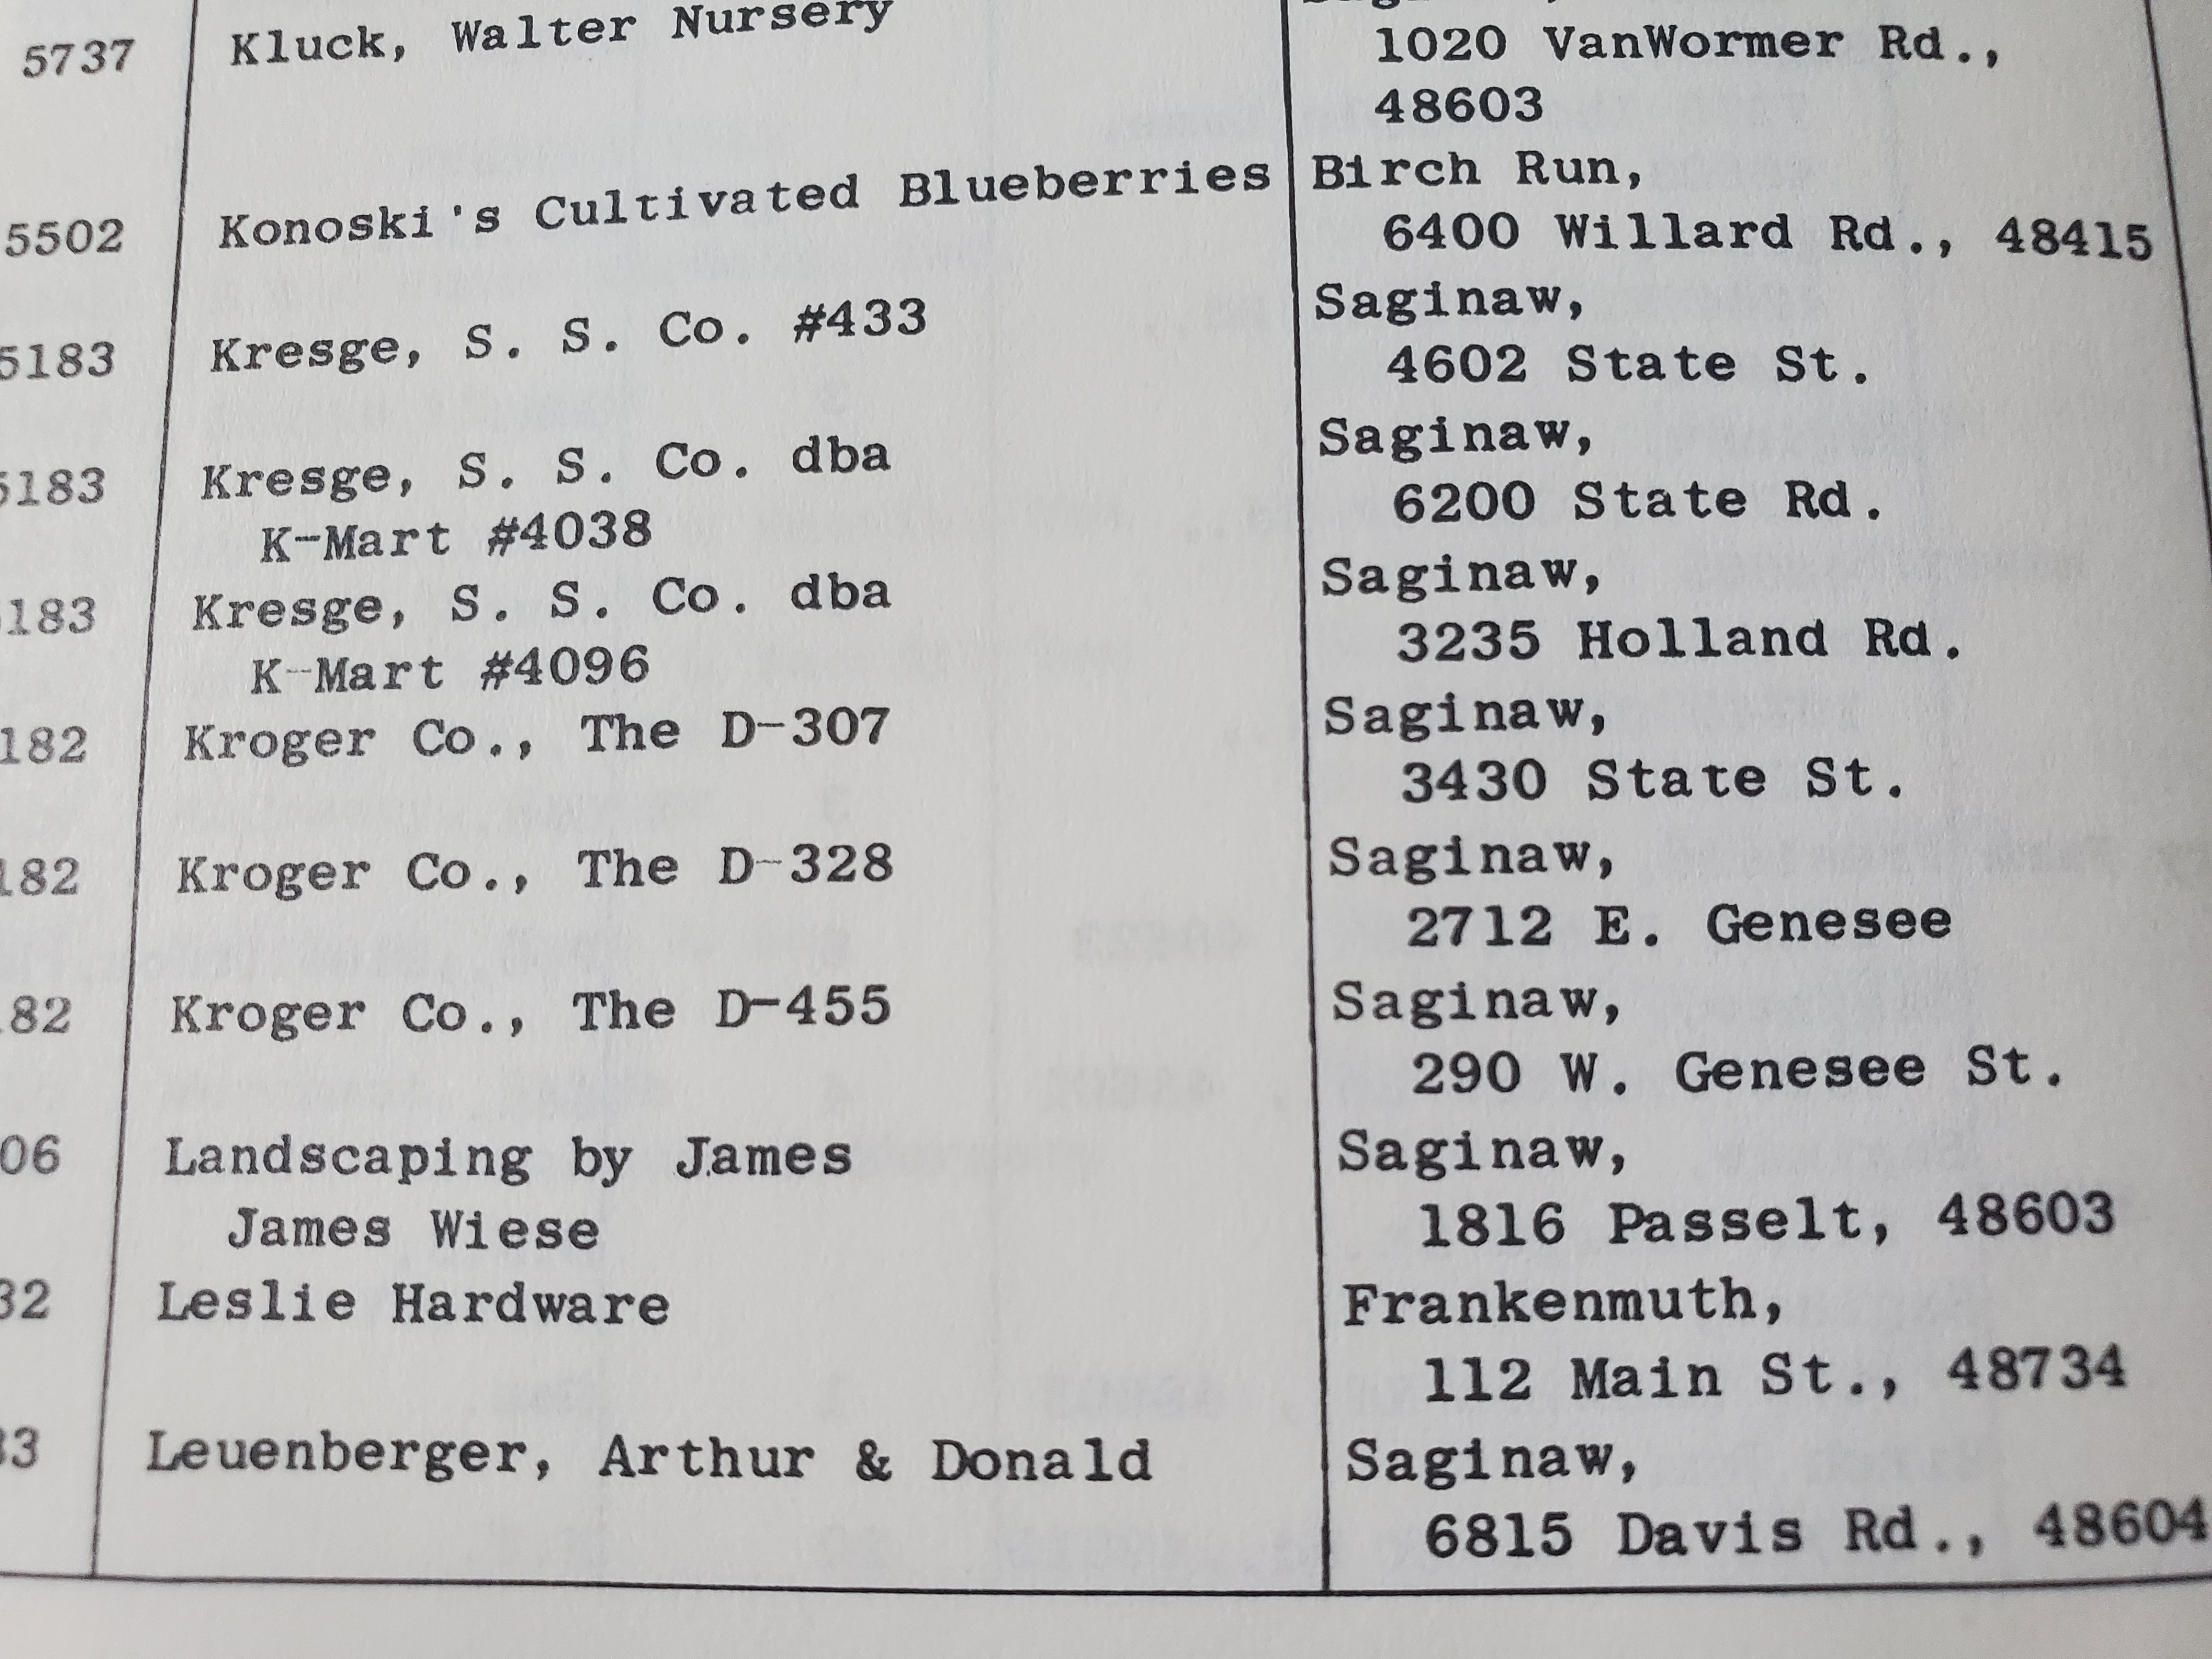 5737 Kluck, Walter Nursery
1020 VanWormer Rd.,
48603
5502 Konoski's Cultivated Blueberries Birch Run,
6400 Willard Rd., 48415
5183 Kresge, S. S. Co. #433 Saginaw,
4602 State St.
5183 Kresge, S. S. Co. dba Saginaw,
K-Mart #4038 6200 State Rd.
183 Kresge, S. S. Co. dba Saginaw,
K-Mart #4096 3235 Holland Rd.
182 Kroger Co., The D-307 Saginaw,
3430 State St.
182 Kroger Co., The D-328 Saginaw,
2712 E. Genesee
82 Kroger Co., The D-455 Saginaw,
290 W. Genesee St.
06 Landscaping by James Saginaw,
James Wiese 1816 Passelt, 48603
32 Leslie Hardware Frankenmuth,
112 Main St., 48734
33 Leuenberger, Arthur & Donald Saginaw,
6815 Davis Rd., 48604